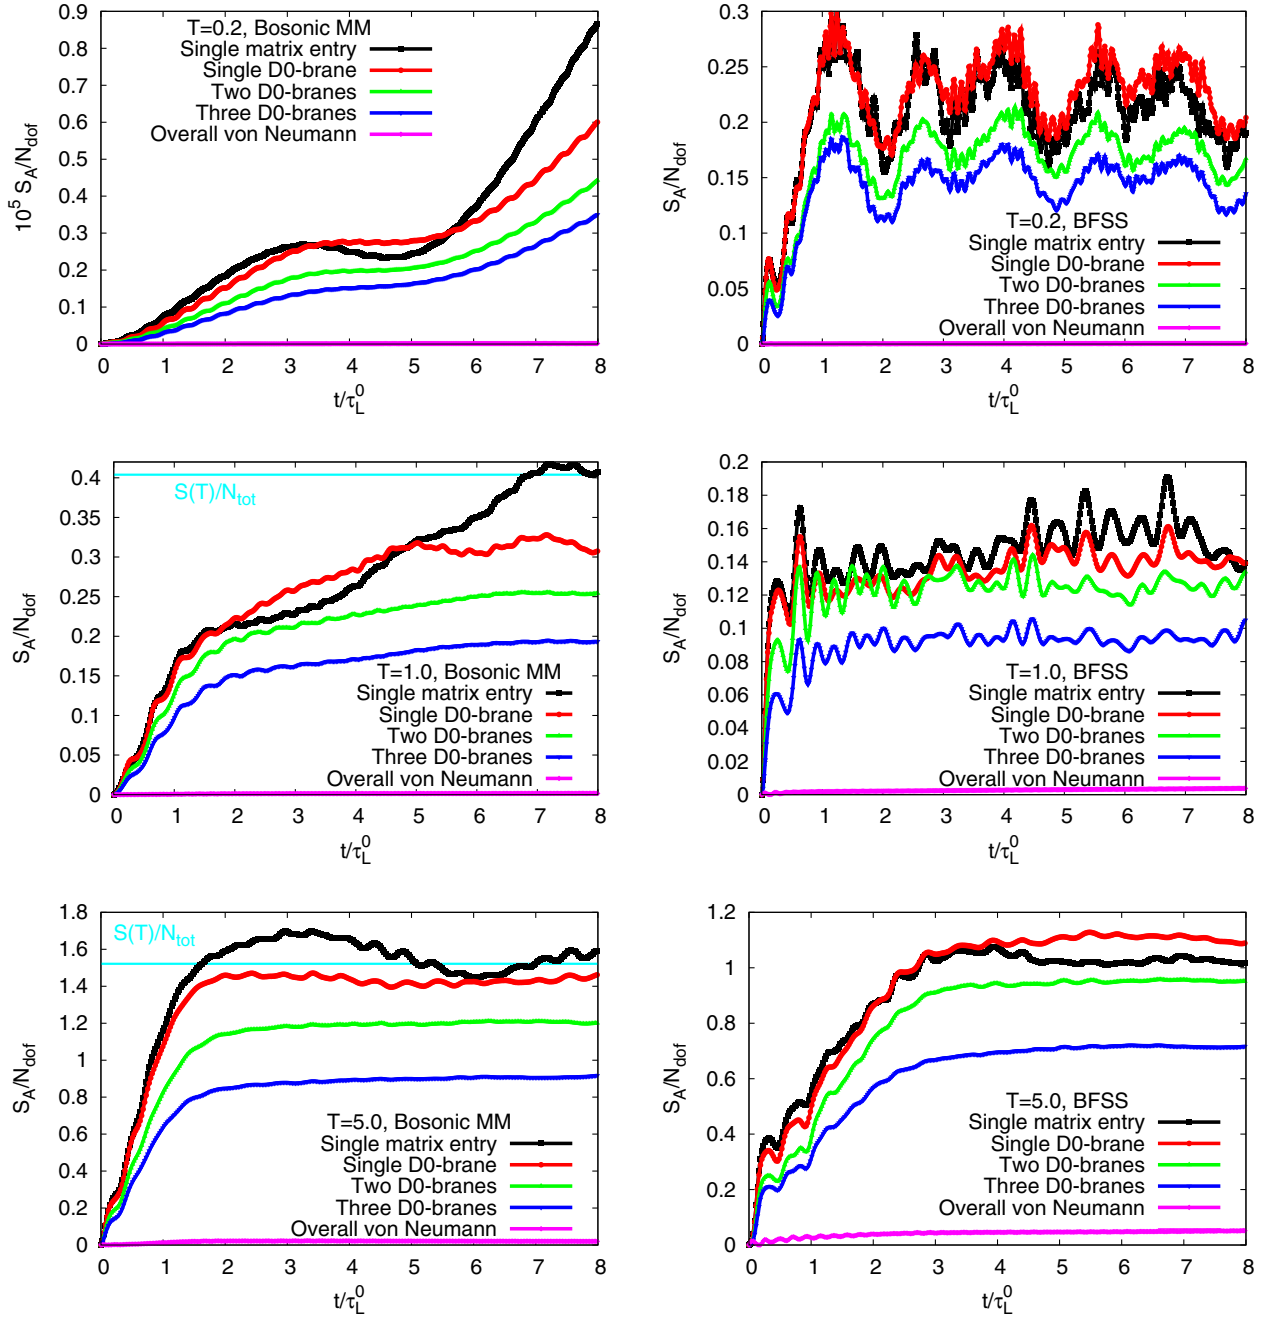 T=0.2, Bosonic MM
Single matrix entry
Single D0-brane
Two D0-branes
Three D0-branes
Overall von Neumann
10^5 S_A/N_dof
0.9
0.8
0.7
0.6
0.5
0.4
0.3
0.2
0.1
0
0 1 2 3 4 5 6 7 8
t/τ_L^0
S_A/N_dof
0.3
0.25
0.2
0.15
0.1
0.05
0
T=0.2, BFSS
Single matrix entry
Single D0-brane
Two D0-branes
Three D0-branes
Overall von Neumann
0 1 2 3 4 5 6 7 8
t/τ_L^0
S_A/N_dof
0.4
0.35
0.3
0.25
0.2
0.15
0.1
0.05
0
S(T)/N_tot
T=1.0, Bosonic MM
Single matrix entry
Single D0-brane
Two D0-branes
Three D0-branes
Overall von Neumann
0 1 2 3 4 5 6 7 8
t/τ_L^0
S_A/N_dof
0.2
0.18
0.16
0.14
0.12
0.1
0.08
0.06
0.04
0.02
0
T=1.0, BFSS
Single matrix entry
Single D0-brane
Two D0-branes
Three D0-branes
Overall von Neumann
0 1 2 3 4 5 6 7 8
t/τ_L^0
S_A/N_dof
1.8
1.6
1.4
1.2
1
0.8
0.6
0.4
0.2
0
S(T)/N_tot
T=5.0, Bosonic MM
Single matrix entry
Single D0-brane
Two D0-branes
Three D0-branes
Overall von Neumann
0 1 2 3 4 5 6 7 8
t/τ_L^0
S_A/N_dof
1.2
1
0.8
0.6
0.4
0.2
0
T=5.0, BFSS
Single matrix entry
Single D0-brane
Two D0-branes
Three D0-branes
Overall von Neumann
0 1 2 3 4 5 6 7 8
t/τ_L^0